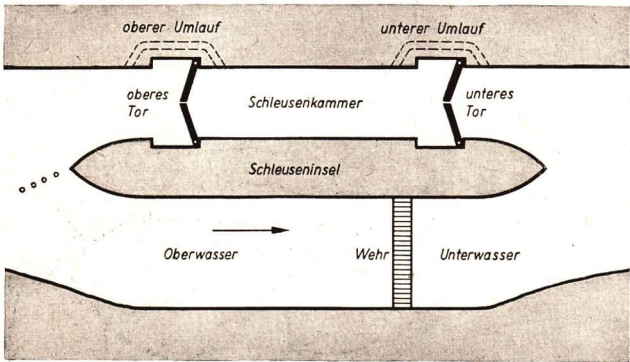 oberer Umlauf
unterer Umlauf
oberes
Tor
Schleusenkammer
unteres
Tor
Schleuseninsel
Oberwasser
Wehr
Unterwasser